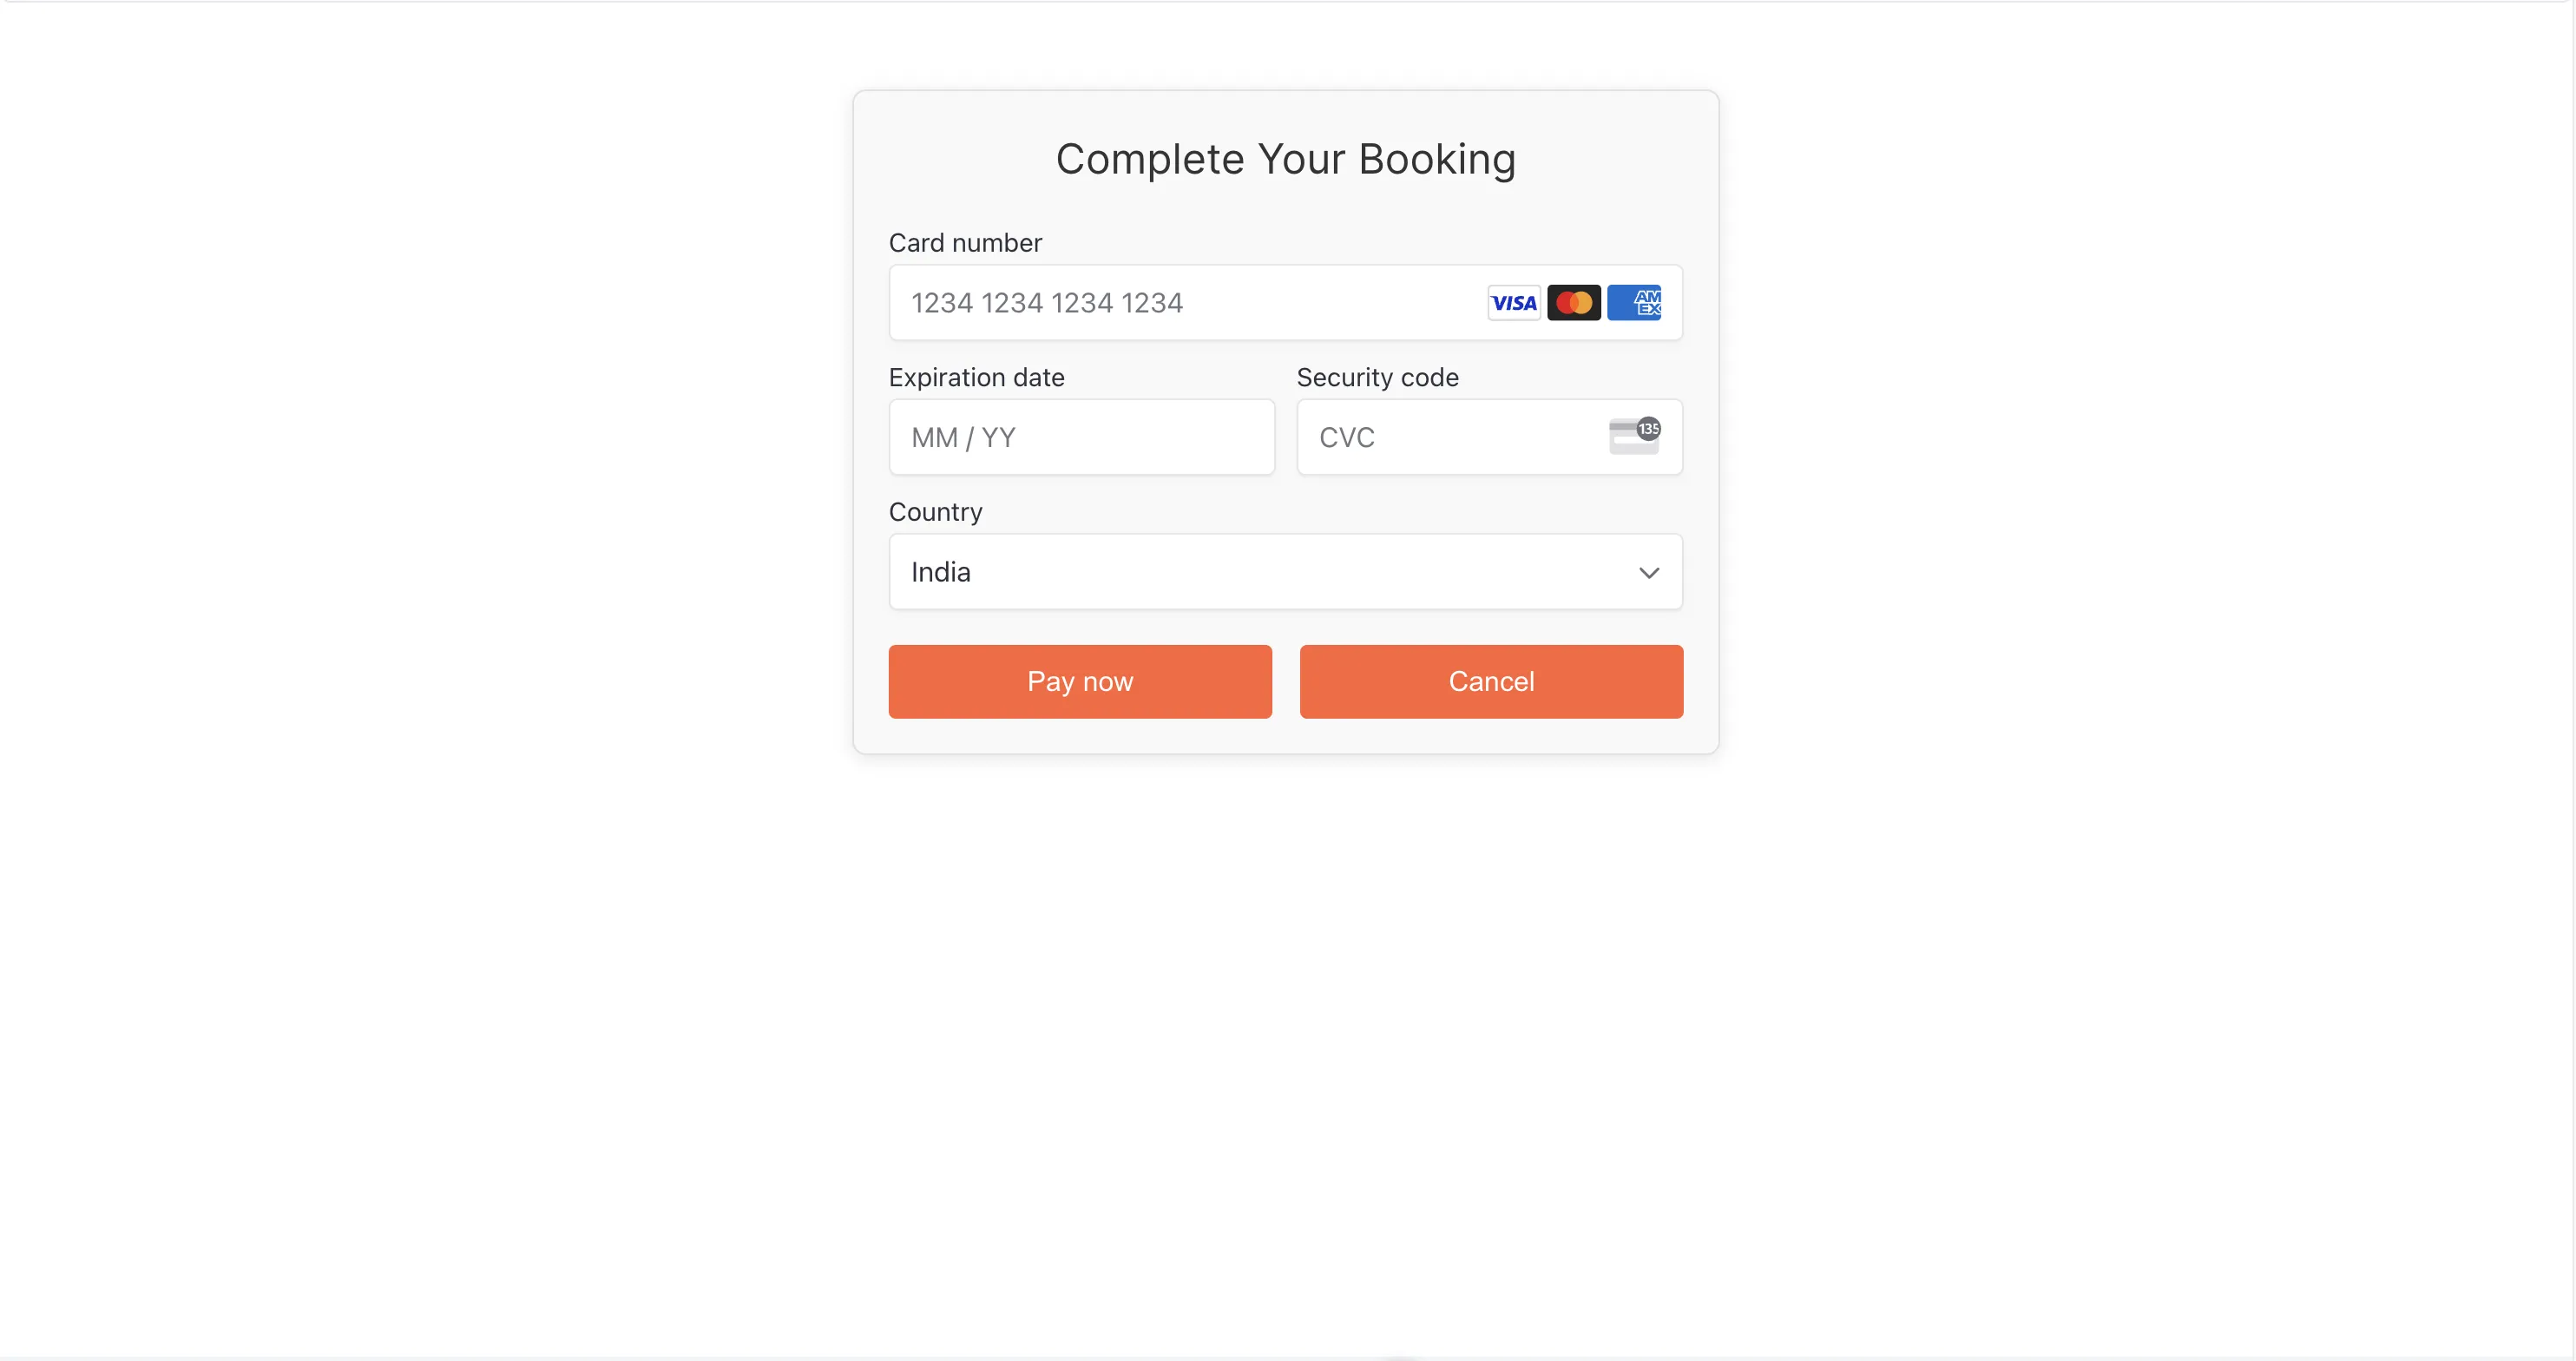 Complete Your Booking
Card number
1234 1234 1234 1234 VISA AM EX
Expiration date Security code
MM / YY CVC 135
Country
India
Pay now Cancel